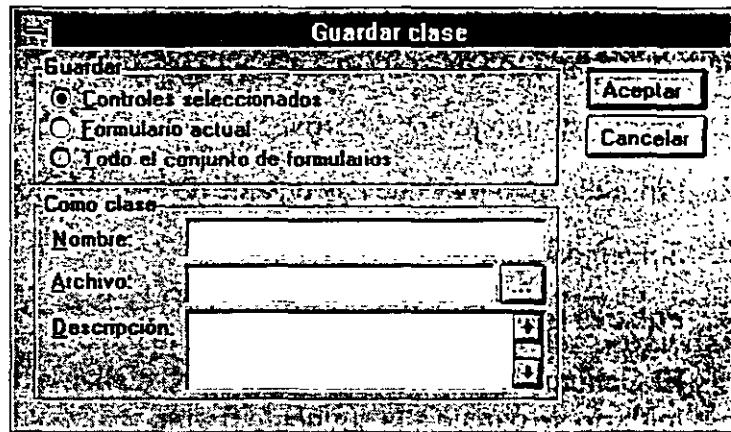 Guardar clase
Guardar
Controles seleccionados
Formulario actual
Todo el conjunto de formularios
Aceptar
Cancelar
Como clase
Nombre:
Archivo:
Descripción: